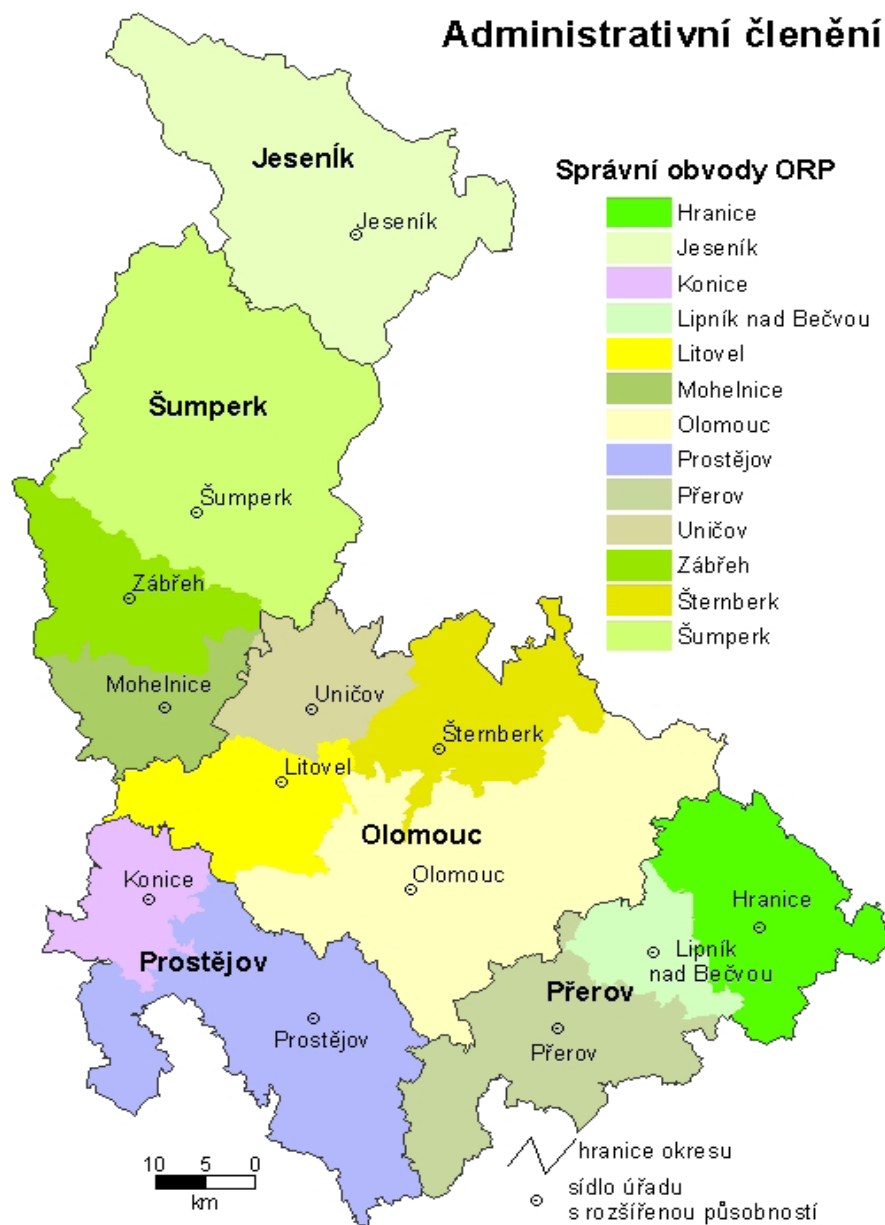 Administrativní členění
Jeseník
Jeseník
Správní obvody ORP
Hranice
Jeseník
Konice
Lipník nad Bečvou
Litovel
Mohelnice
Olomouc
Prostějov
Přerov
Uničov
Zábřeh
Šternberk
Šumperk
Šumperk
Šumperk
Zábřeh
Mohelnice
Uničov
Šternberk
Litovel
Olomouc
Olomouc
Konice
Hranice
Prostějov
Lipník
nad Bečvou
Přerov
Prostějov
Přerov
10 5 0
km
hranice okresu
sídlo úřadu
s rozšířenou působností